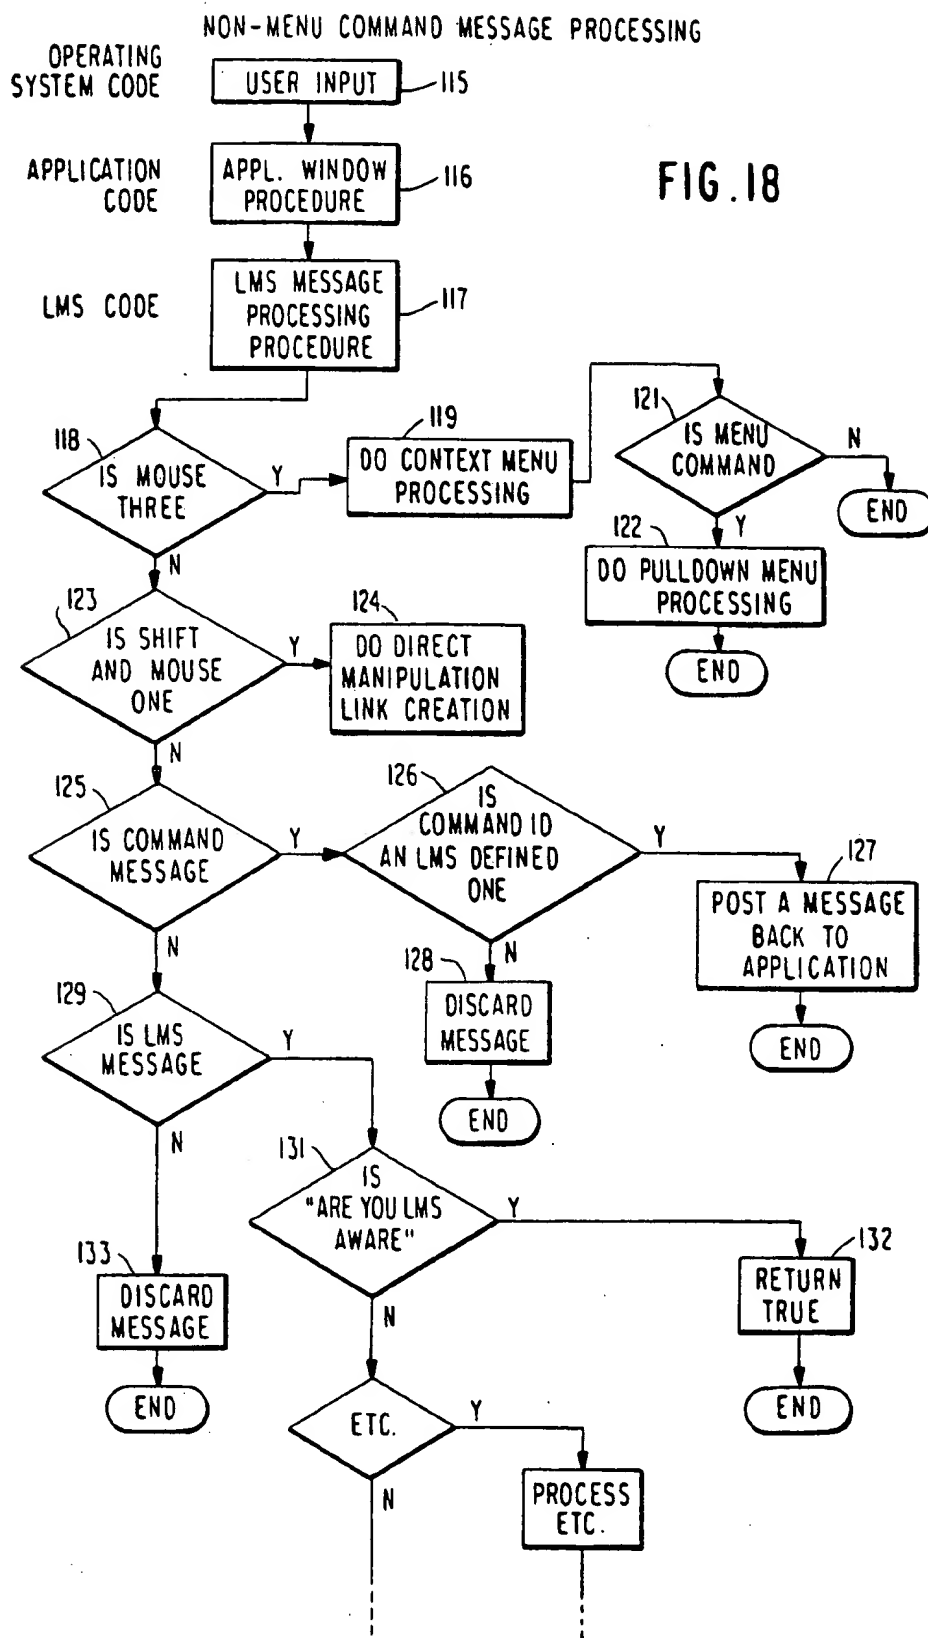 NON-MENU COMMAND MESSAGE PROCESSING
OPERATING
SYSTEM CODE
USER INPUT
115
APPLICATION
CODE
APPL. WINDOW
PROCEDURE
116
FIG.18
LMS CODE
LMS MESSAGE
PROCESSING
PROCEDURE
117
118
IS MOUSE
THREE
Y
N
119
DO CONTEXT MENU
PROCESSING
121
IS MENU
COMMAND
N
END
Y
122
DO PULLDOWN MENU
PROCESSING
END
123
IS SHIFT
AND MOUSE
ONE
Y
N
124
DO DIRECT
MANIPULATION
LINK CREATION
125
IS COMMAND
MESSAGE
Y
N
126
IS
COMMAND ID
AN LMS DEFINED
ONE
Y
N
127
POST A MESSAGE
BACK TO
APPLICATION
END
128
DISCARD
MESSAGE
END
129
IS LMS
MESSAGE
Y
N
131
IS
"ARE YOU LMS
AWARE"
Y
N
132
RETURN
TRUE
END
133
DISCARD
MESSAGE
END
ETC.
Y
N
PROCESS
ETC.